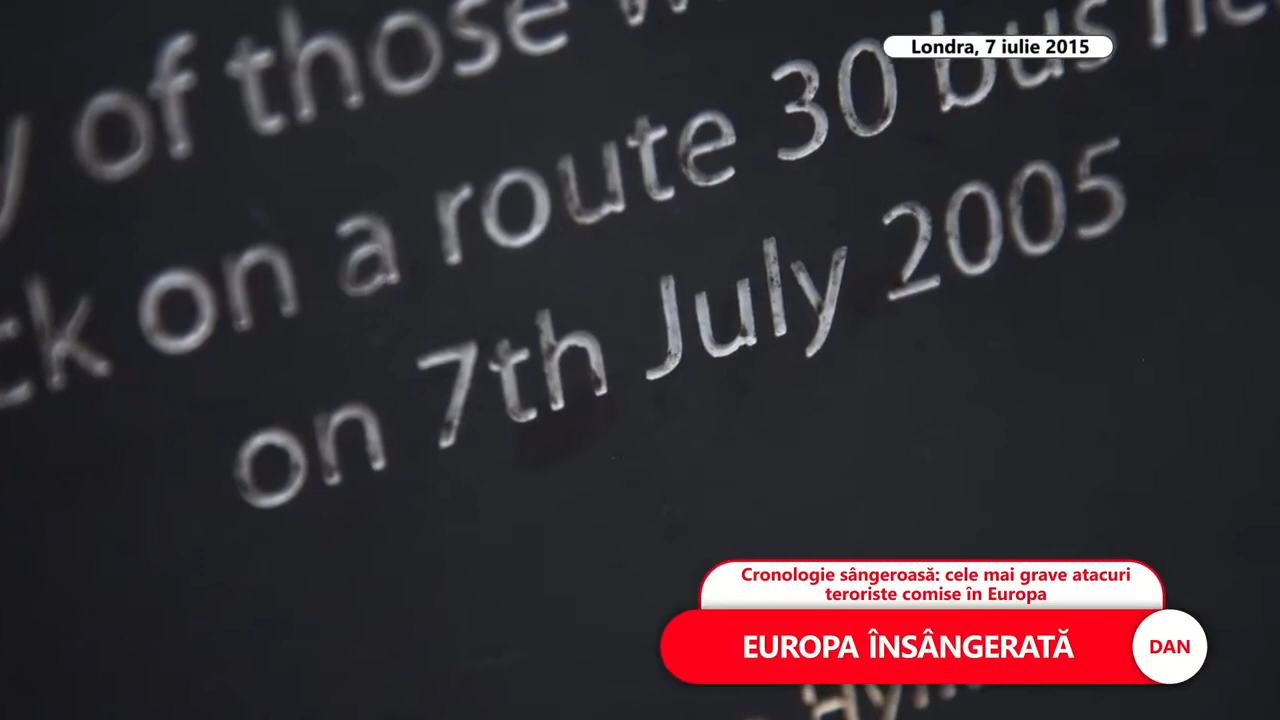 of those
Londra, 7 iulie 2015
on a route 30 bus
on 7th July 2005
Cronologie sângeroasă: cele mai grave atacuri
teroriste comise în Europa
EUROPA ÎNSÂNGERATĂ
DAN